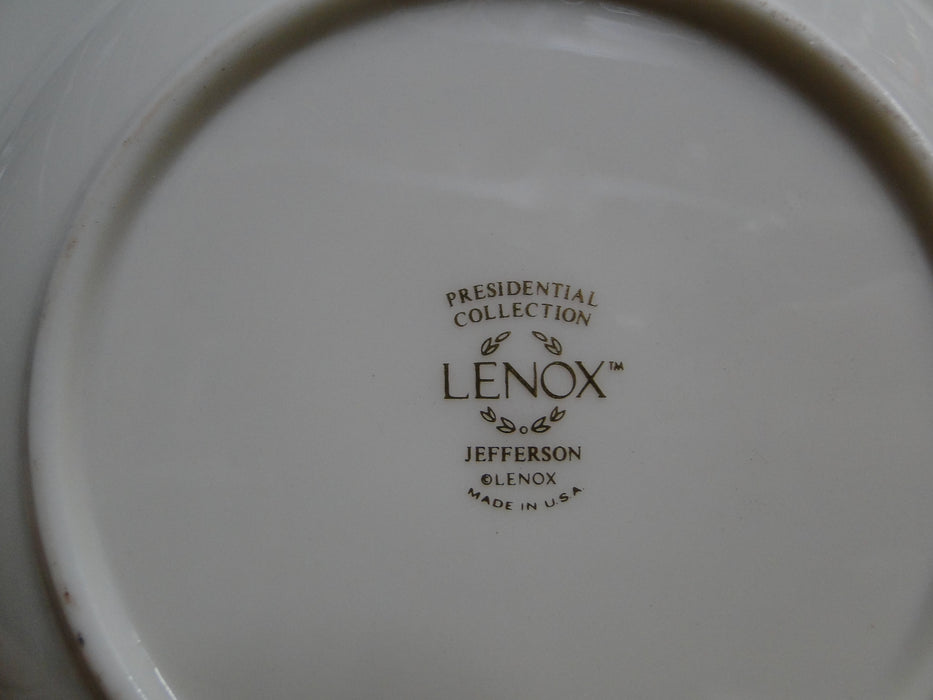 PRESIDENTIAL
COLLECTION
LENOX™
JEFFERSON
©LENOX
MADE IN U.S.A